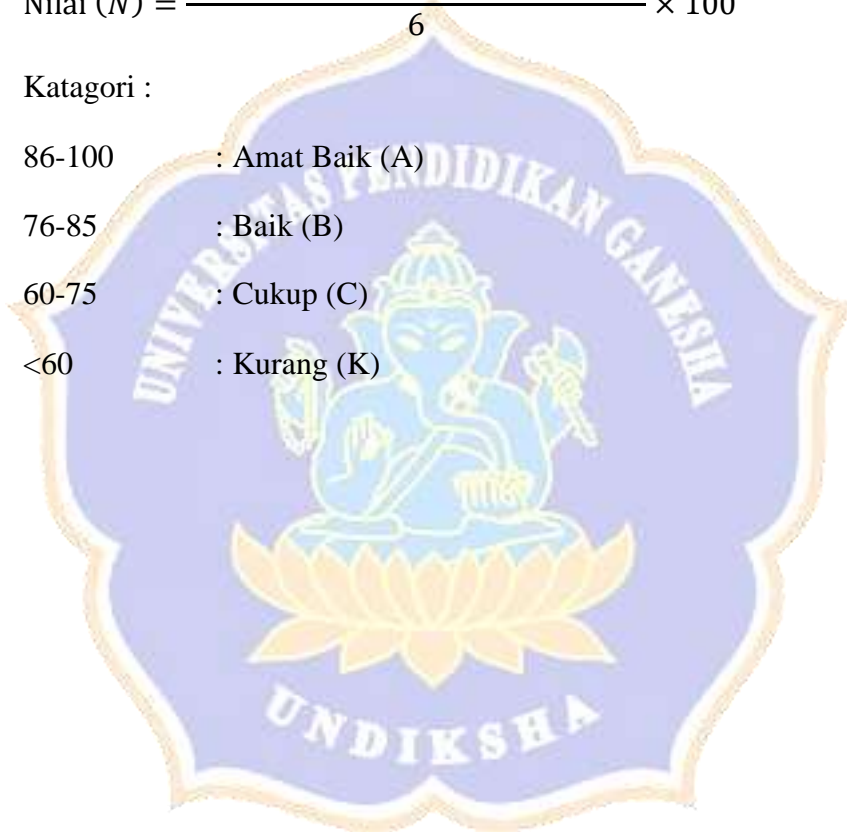 Nilai (𝑁) = ――― × 100
6
Katagori :
86-100 : Amat Baik (A)
76-85 : Baik (B)
60-75 : Cukup (C)
<60 : Kurang (K)
UNIVERSITAS PENDIDIKAN GANESHA
UNDIKSHA